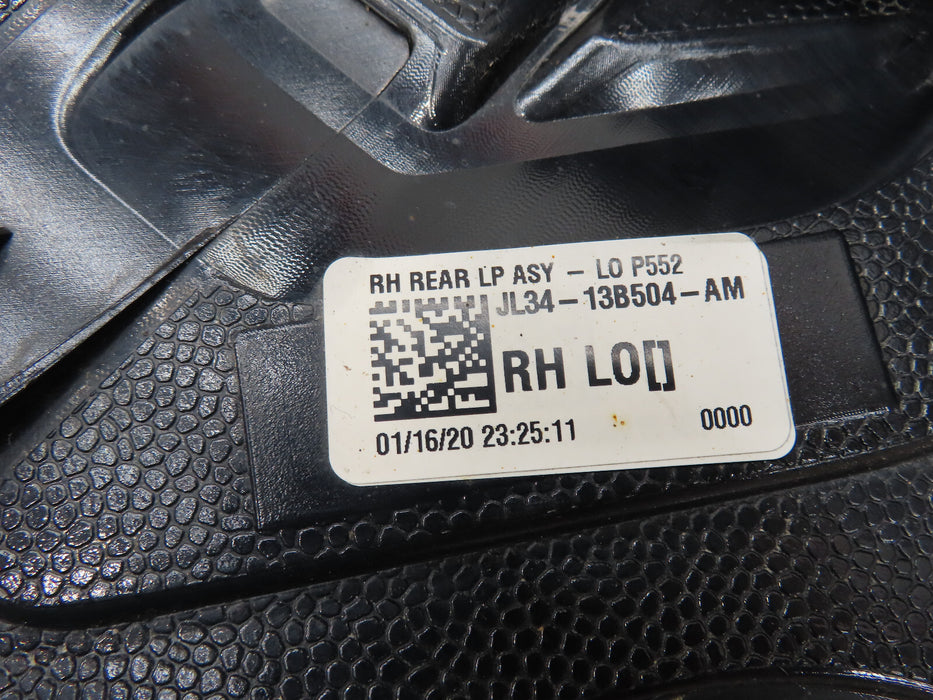 RH REAR LP ASY - LO P552
JL34-13B504-AM
RH LO[]
01/16/20 23:25:11 0000